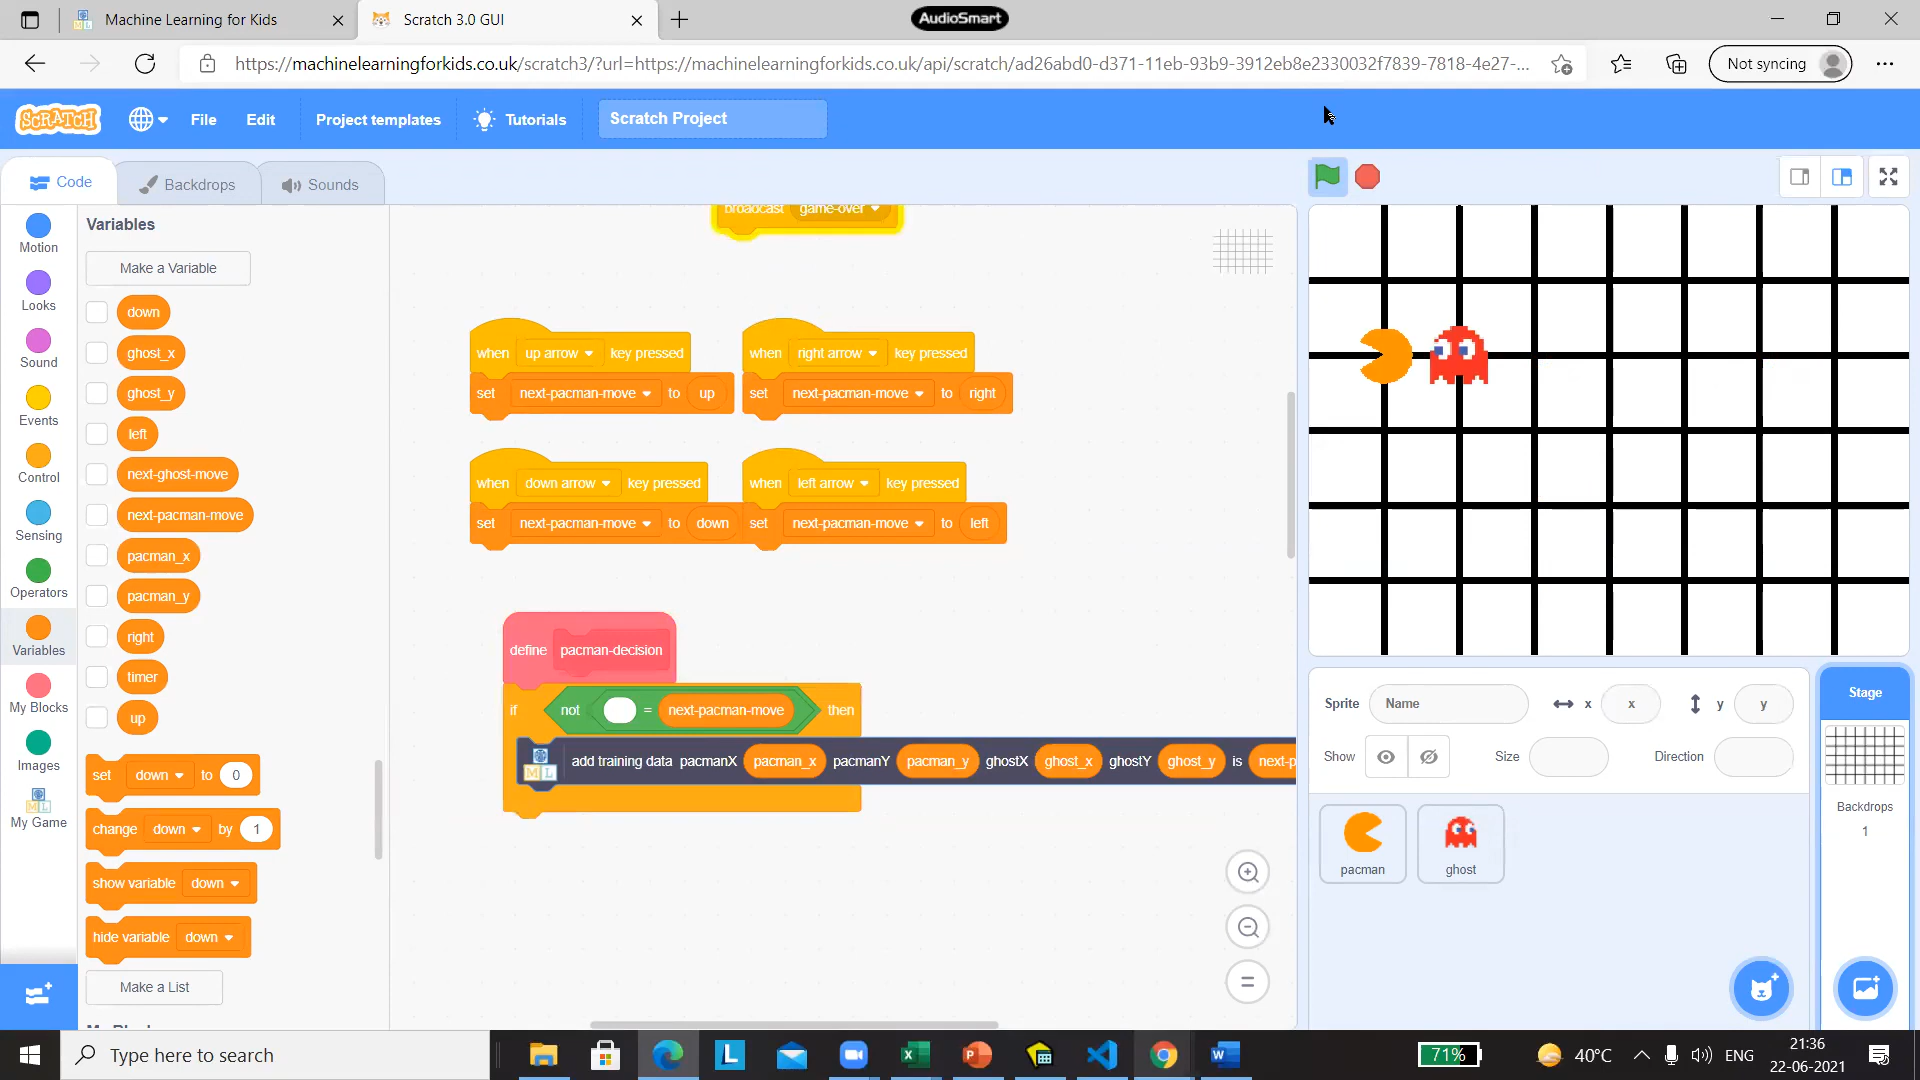 Machine Learning for Kids
Scratch 3.0 GUI
AudioSmart
https://machinelearningforkids.co.uk/scratch3/?url=https://machinelearningforkids.co.uk/api/scratch/ad26abd0-d371-11eb-93b9-3912eb8e2330032f7839-7818-4e27-...
Not syncing
SCRATCH
File
Edit
Project templates
Tutorials
Scratch Project
Code
Backdrops
Sounds
Motion
Looks
Sound
Events
Control
Sensing
Operators
Variables
My Blocks
Images
My Game
Variables
Make a Variable
down
ghost_x
ghost_y
left
next-ghost-move
next-pacman-move
pacman_x
pacman_y
right
timer
up
set down to 0
change down by 1
show variable down
hide variable down
Make a List
broadcast game-over
when up arrow key pressed
set next-pacman-move to up
when right arrow key pressed
set next-pacman-move to right
when down arrow key pressed
set next-pacman-move to down
when left arrow key pressed
set next-pacman-move to left
define pacman-decision
if not = next-pacman-move then
ML add training data pacmanX pacman_x pacmanY pacman_y ghostX ghost_x ghostY ghost_y is next-p
Sprite Name x x y y
Show Size Direction
pacman
ghost
Stage
Backdrops
1
Type here to search
71%
40°C
ENG
21:36
22-06-2021